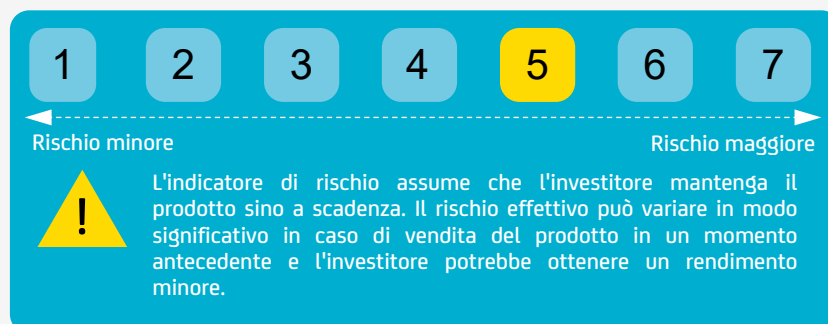 1 2 3 4 5 6 7
Rischio minore Rischio maggiore
! L'indicatore di rischio assume che l'investitore mantenga il
prodotto sino a scadenza. Il rischio effettivo può variare in modo
significativo in caso di vendita del prodotto in un momento
antecedente e l'investitore potrebbe ottenere un rendimento
minore.